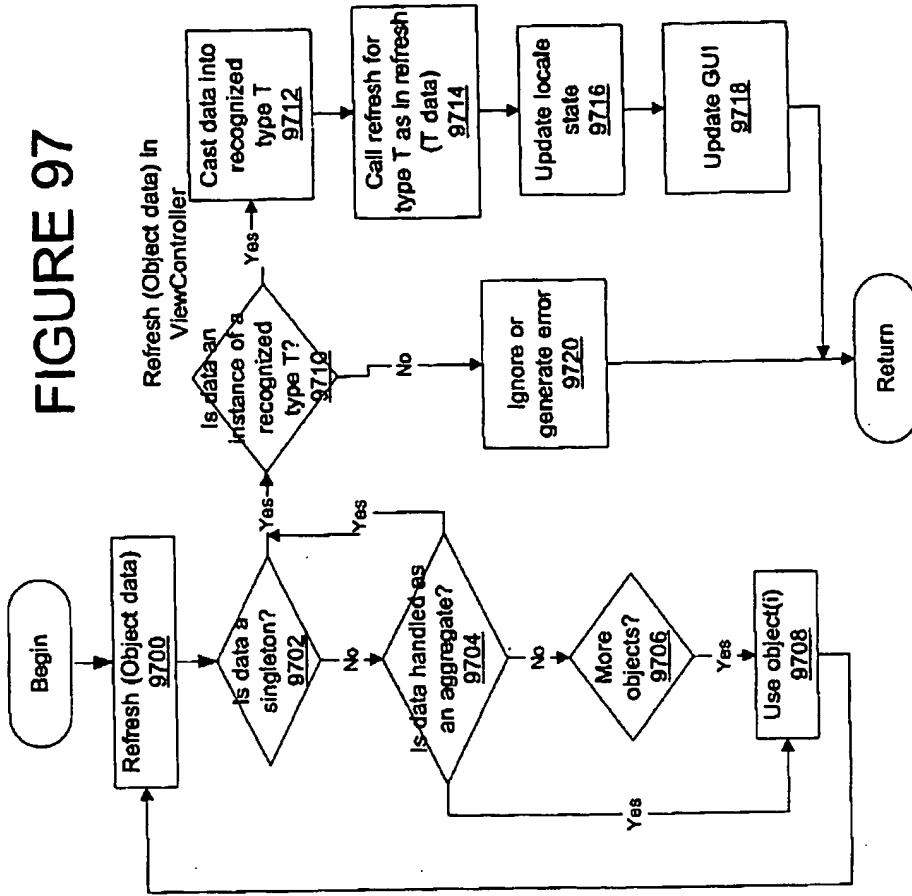 FIGURE 97
Refresh (Object data) In
ViewController
Begin
Refresh (Object data)
9700
Is data a
singleton?
9702
Yes
No
Is data handled as
an aggregate?
9704
Yes
No
Yes
More
objects?
9706
Yes
Use object(i)
9708
Is data an
instance of a
recognized
type T?
9710
Yes
No
Cast data into
recognized
type T
9712
Call refresh for
type T as in refresh
(T data)
9714
Update locale
state
9716
Update GUI
9718
Ignore or
generate error
9720
Return